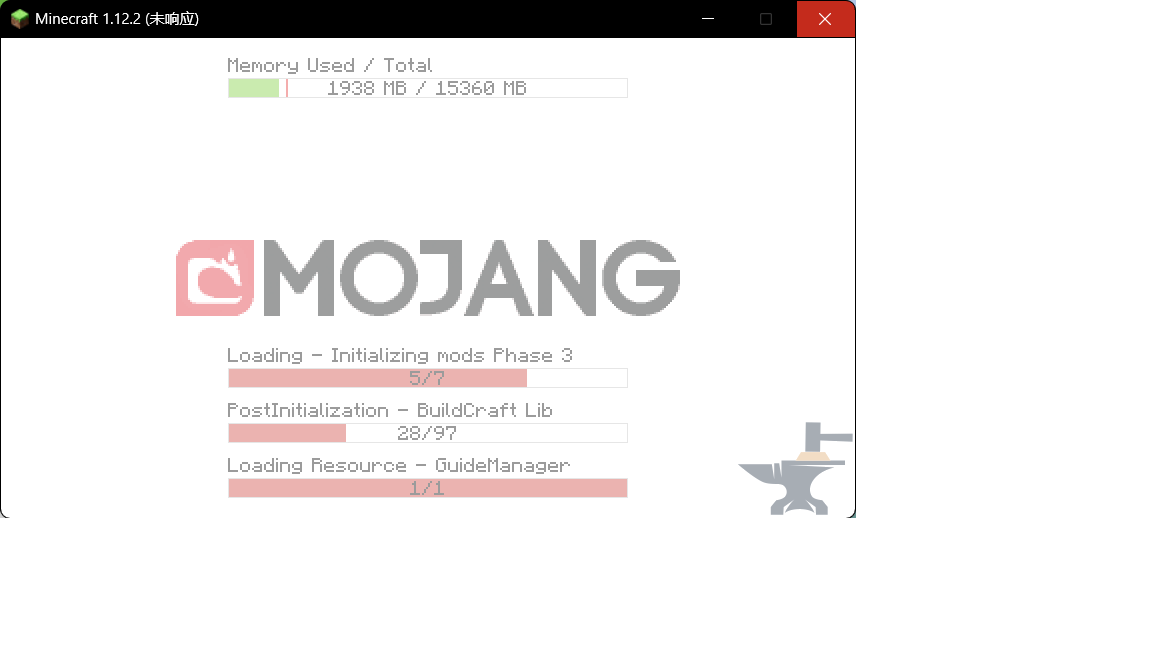 Minecraft 1.12.2 (未响应)
Memory Used / Total
1938 MB / 15360 MB
MOJANG
Loading - Initializing mods Phase 3
5/7
PostInitialization - BuildCraft Lib
28/97
Loading Resource - GuideManager
1/1